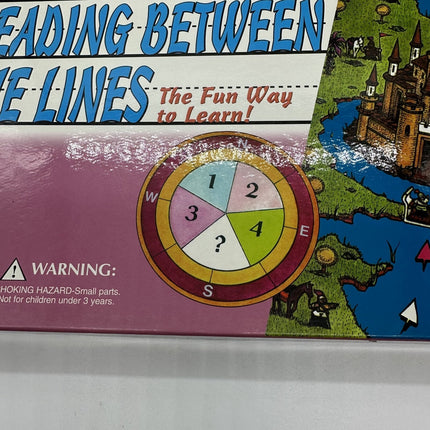 EADING BETWEEN
E LINES
The Fun Way
to Learn!
N
1 2
W
3 4
E
?
S
WARNING:
HOKING HAZARD-Small parts.
Not for children under 3 years.